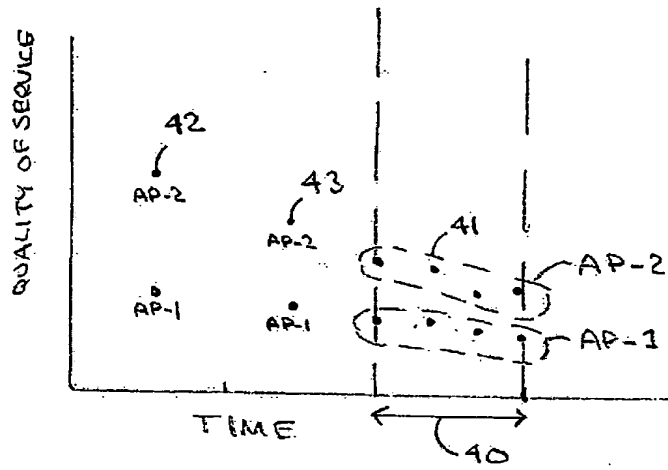 QUALITY OF SERVICE
42
AP-2
43
AP-2
41
AP-2
AP-1
AP-1
AP-1
TIME
40